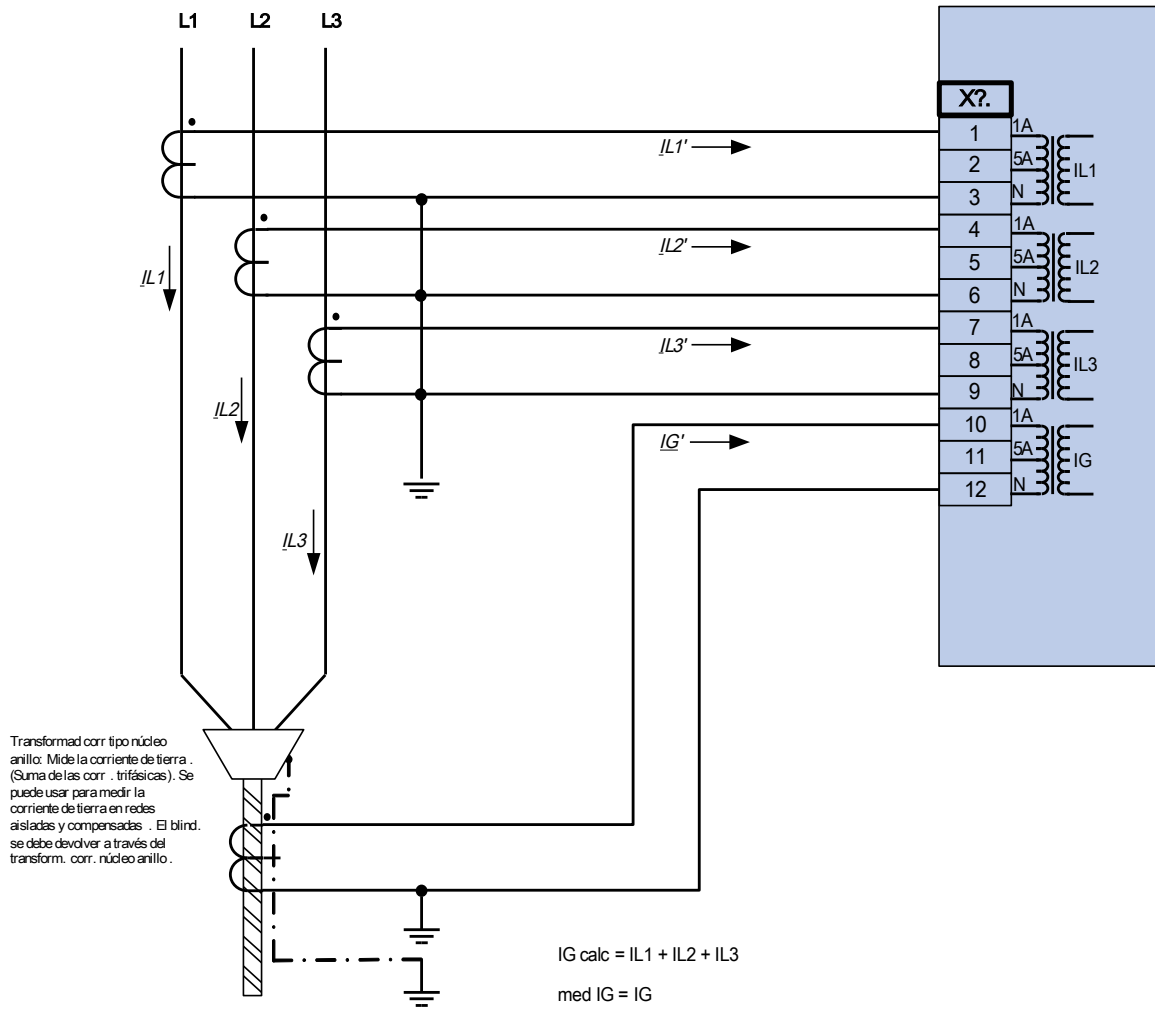 L1 L2 L3
X?.
1 1A
2 5A IL1
3 N
4 1A
5 5A IL2
6 N
7 1A
8 5A IL3
9 N
10 1A
11 5A IG
12 N
IL1'
IL2'
IL3'
IG'
IL1
IL2
IL3
Transformad corr tipo núcleo
anillo: Mide la corriente de tierra .
(Suma de las corr . trifásicas). Se
puede usar para medir la
corriente de tierra en redes
aisladas y compensadas . El blind.
se debe devolver a través del
transform. corr. núcleo anillo .
IG calc = IL1 + IL2 + IL3
med IG = IG